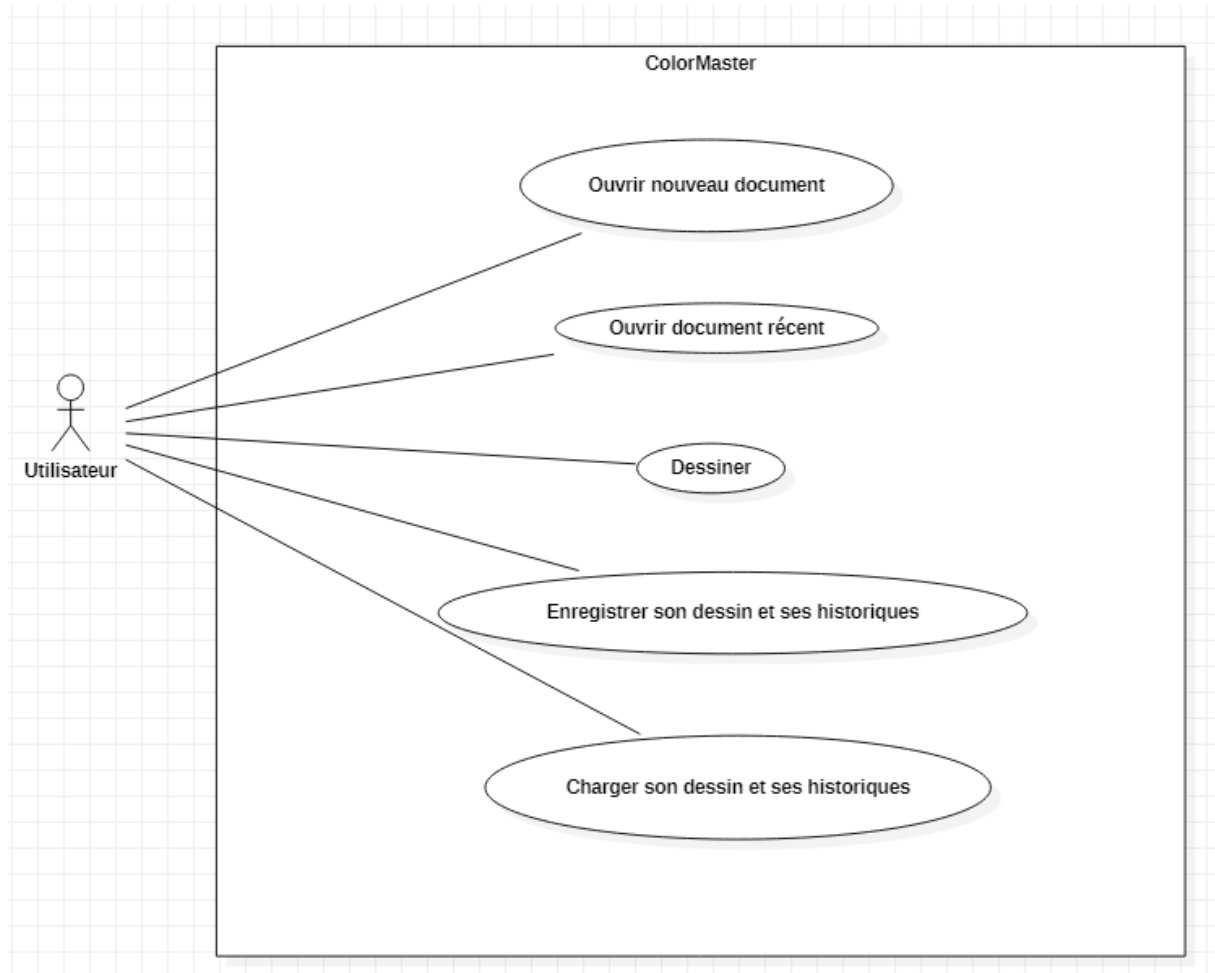 ColorMaster
Ouvrir nouveau document
Ouvrir document récent
Utilisateur
Dessiner
Enregistrer son dessin et ses historiques
Charger son dessin et ses historiques